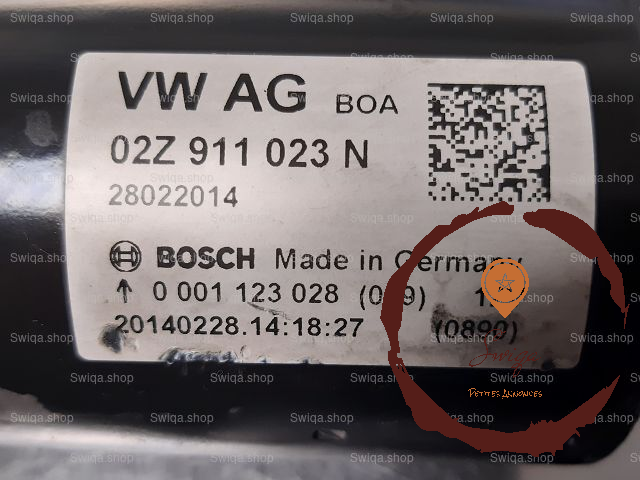 VW AG BOA
02Z 911 023 N
28022014
BOSCH Made in Germany
0 001 123 028
20140228.14:18:27 (0890)
Swiqa
PETITES ANNONCES
Swiqa.shop